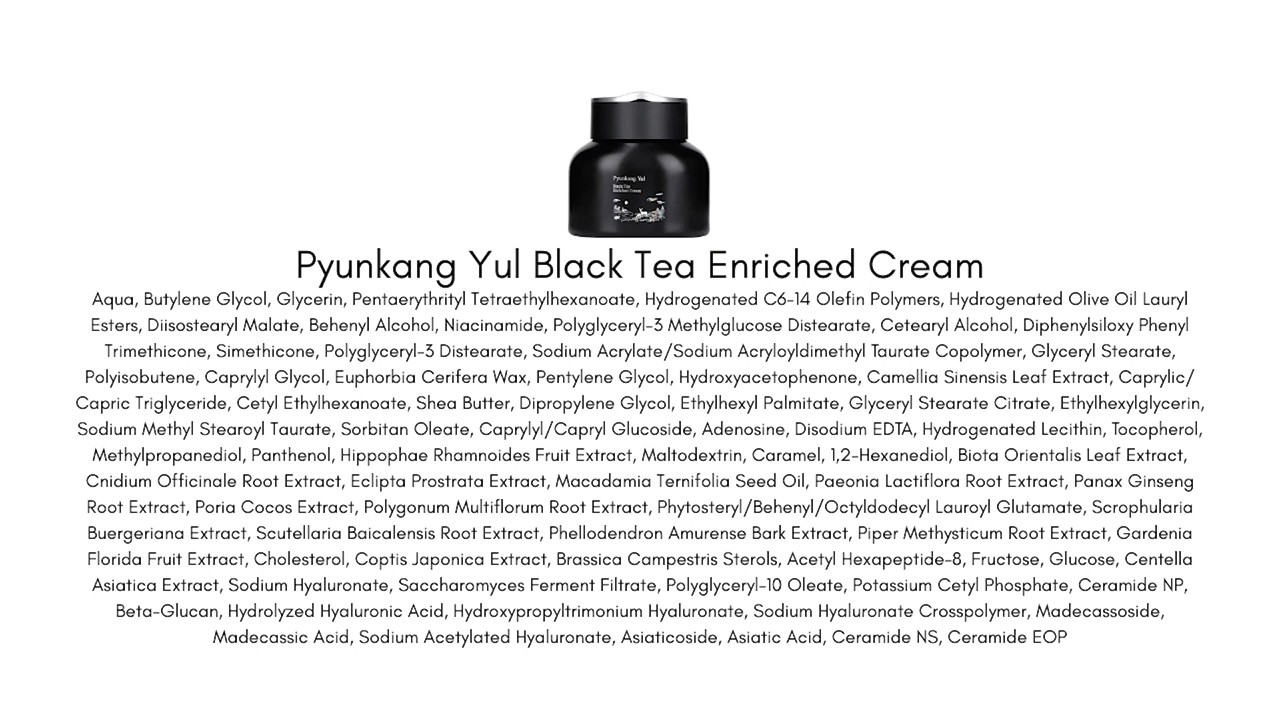 Pyunkang Yul
Black Tea
Enriched Cream
Pyunkang Yul Black Tea Enriched Cream
Aqua, Butylene Glycol, Glycerin, Pentaerythrityl Tetraethylhexanoate, Hydrogenated C6-14 Olefin Polymers, Hydrogenated Olive Oil Lauryl
Esters, Diisostearyl Malate, Behenyl Alcohol, Niacinamide, Polyglyceryl-3 Methylglucose Distearate, Cetearyl Alcohol, Diphenylsiloxy Phenyl
Trimethicone, Simethicone, Polyglyceryl-3 Distearate, Sodium Acrylate/Sodium Acryloyldimethyl Taurate Copolymer, Glyceryl Stearate,
Polyisobutene, Caprylyl Glycol, Euphorbia Cerifera Wax, Pentylene Glycol, Hydroxyacetophenone, Camellia Sinensis Leaf Extract, Caprylic/
Capric Triglyceride, Cetyl Ethylhexanoate, Shea Butter, Dipropylene Glycol, Ethylhexyl Palmitate, Glyceryl Stearate Citrate, Ethylhexylglycerin,
Sodium Methyl Stearoyl Taurate, Sorbitan Oleate, Caprylyl/Capryl Glucoside, Adenosine, Disodium EDTA, Hydrogenated Lecithin, Tocopherol,
Methylpropanediol, Panthenol, Hippophae Rhamnoides Fruit Extract, Maltodextrin, Caramel, 1,2-Hexanediol, Biota Orientalis Leaf Extract,
Cnidium Officinale Root Extract, Eclipta Prostrata Extract, Macadamia Ternifolia Seed Oil, Paeonia Lactiflora Root Extract, Panax Ginseng
Root Extract, Poria Cocos Extract, Polygonum Multiflorum Root Extract, Phytosteryl/Behenyl/Octyldodecyl Lauroyl Glutamate, Scrophularia
Buergeriana Extract, Scutellaria Baicalensis Root Extract, Phellodendron Amurense Bark Extract, Piper Methysticum Root Extract, Gardenia
Florida Fruit Extract, Cholesterol, Coptis Japonica Extract, Brassica Campestris Sterols, Acetyl Hexapeptide-8, Fructose, Glucose, Centella
Asiatica Extract, Sodium Hyaluronate, Saccharomyces Ferment Filtrate, Polyglyceryl-10 Oleate, Potassium Cetyl Phosphate, Ceramide NP,
Beta-Glucan, Hydrolyzed Hyaluronic Acid, Hydroxypropyltrimonium Hyaluronate, Sodium Hyaluronate Crosspolymer, Madecassoside,
Madecassic Acid, Sodium Acetylated Hyaluronate, Asiaticoside, Asiatic Acid, Ceramide NS, Ceramide EOP